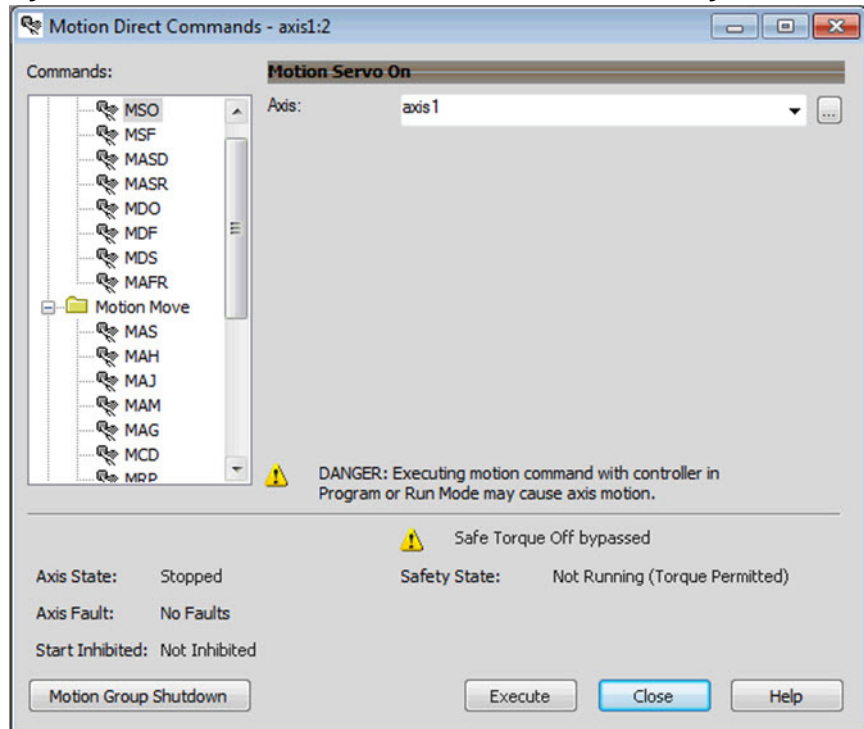 Motion Direct Commands - axis1:2
Commands:
Motion Servo On
MSO
MSF
MASD
MASR
MDO
MDF
MDS
MAFR
Motion Move
MAS
MAH
MAJ
MAM
MAG
MCD
MRP
Axis:
axis1
...
DANGER: Executing motion command with controller in
Program or Run Mode may cause axis motion.
Safe Torque Off bypassed
Axis State: Stopped
Safety State: Not Running (Torque Permitted)
Axis Fault: No Faults
Start Inhibited: Not Inhibited
Motion Group Shutdown
Execute
Close
Help